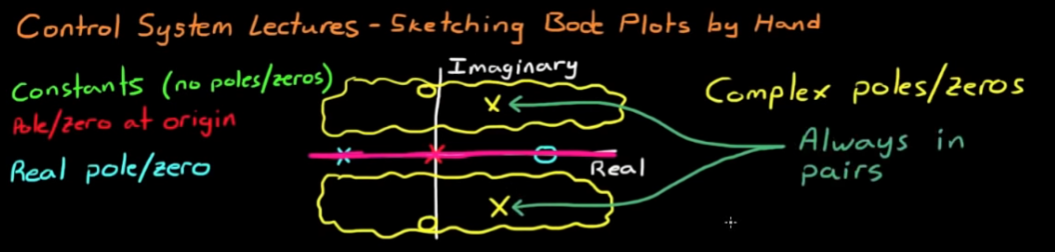 Control System Lectures - Sketching Bode Plots by Hand
Constants (no poles/zeros)
Pole/zero at origin
Real pole/zero
Imaginary
Real
Complex poles/zeros
Always in
pairs